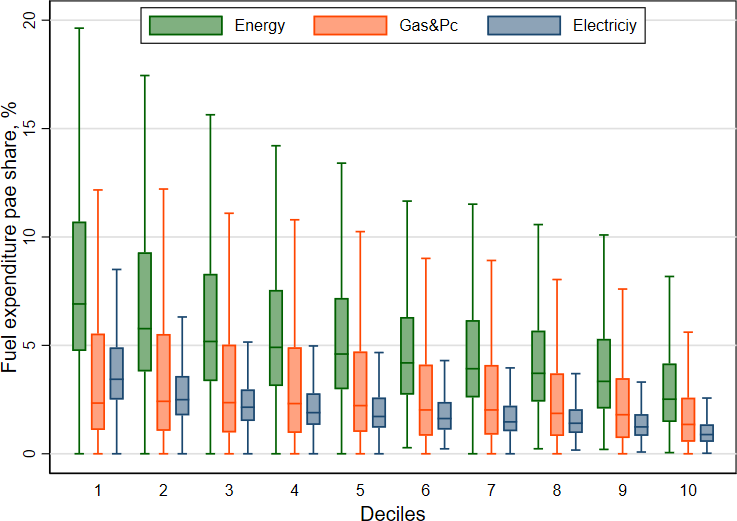 Energy Gas&Pc Electriciy
Fuel expenditure pae share, %
20
15
10
5
0
1 2 3 4 5 6 7 8 9 10
Deciles